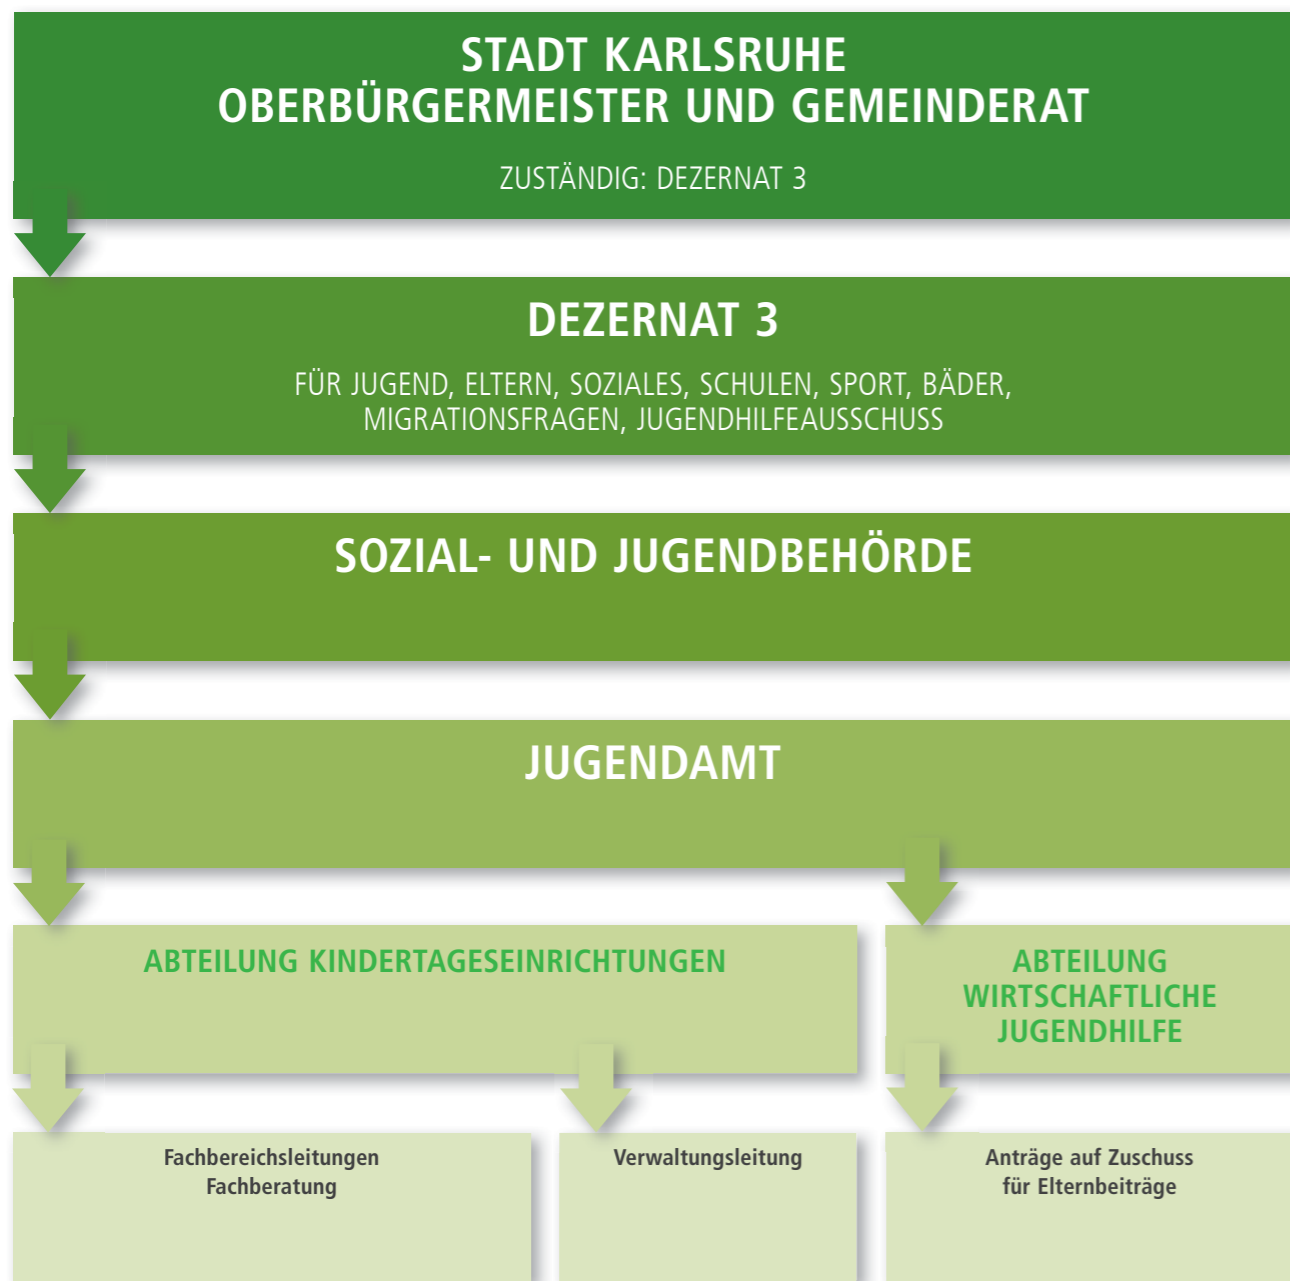 STADT KARLSRUHE
OBERBÜRGERMEISTER UND GEMEINDERAT
ZUSTÄNDIG: DEZERNAT 3
DEZERNAT 3
FÜR JUGEND, ELTERN, SOZIALES, SCHULEN, SPORT, BÄDER,
MIGRATIONSFRAGEN, JUGENDHILFEAUSSCHUSS
SOZIAL- UND JUGENDBEHÖRDE
JUGENDAMT
ABTEILUNG KINDERTAGESEINRICHTUNGEN
ABTEILUNG
WIRTSCHAFTLICHE
JUGENDHILFE
Fachbereichsleitungen
Fachberatung
Verwaltungsleitung
Anträge auf Zuschuss
für Elternbeiträge